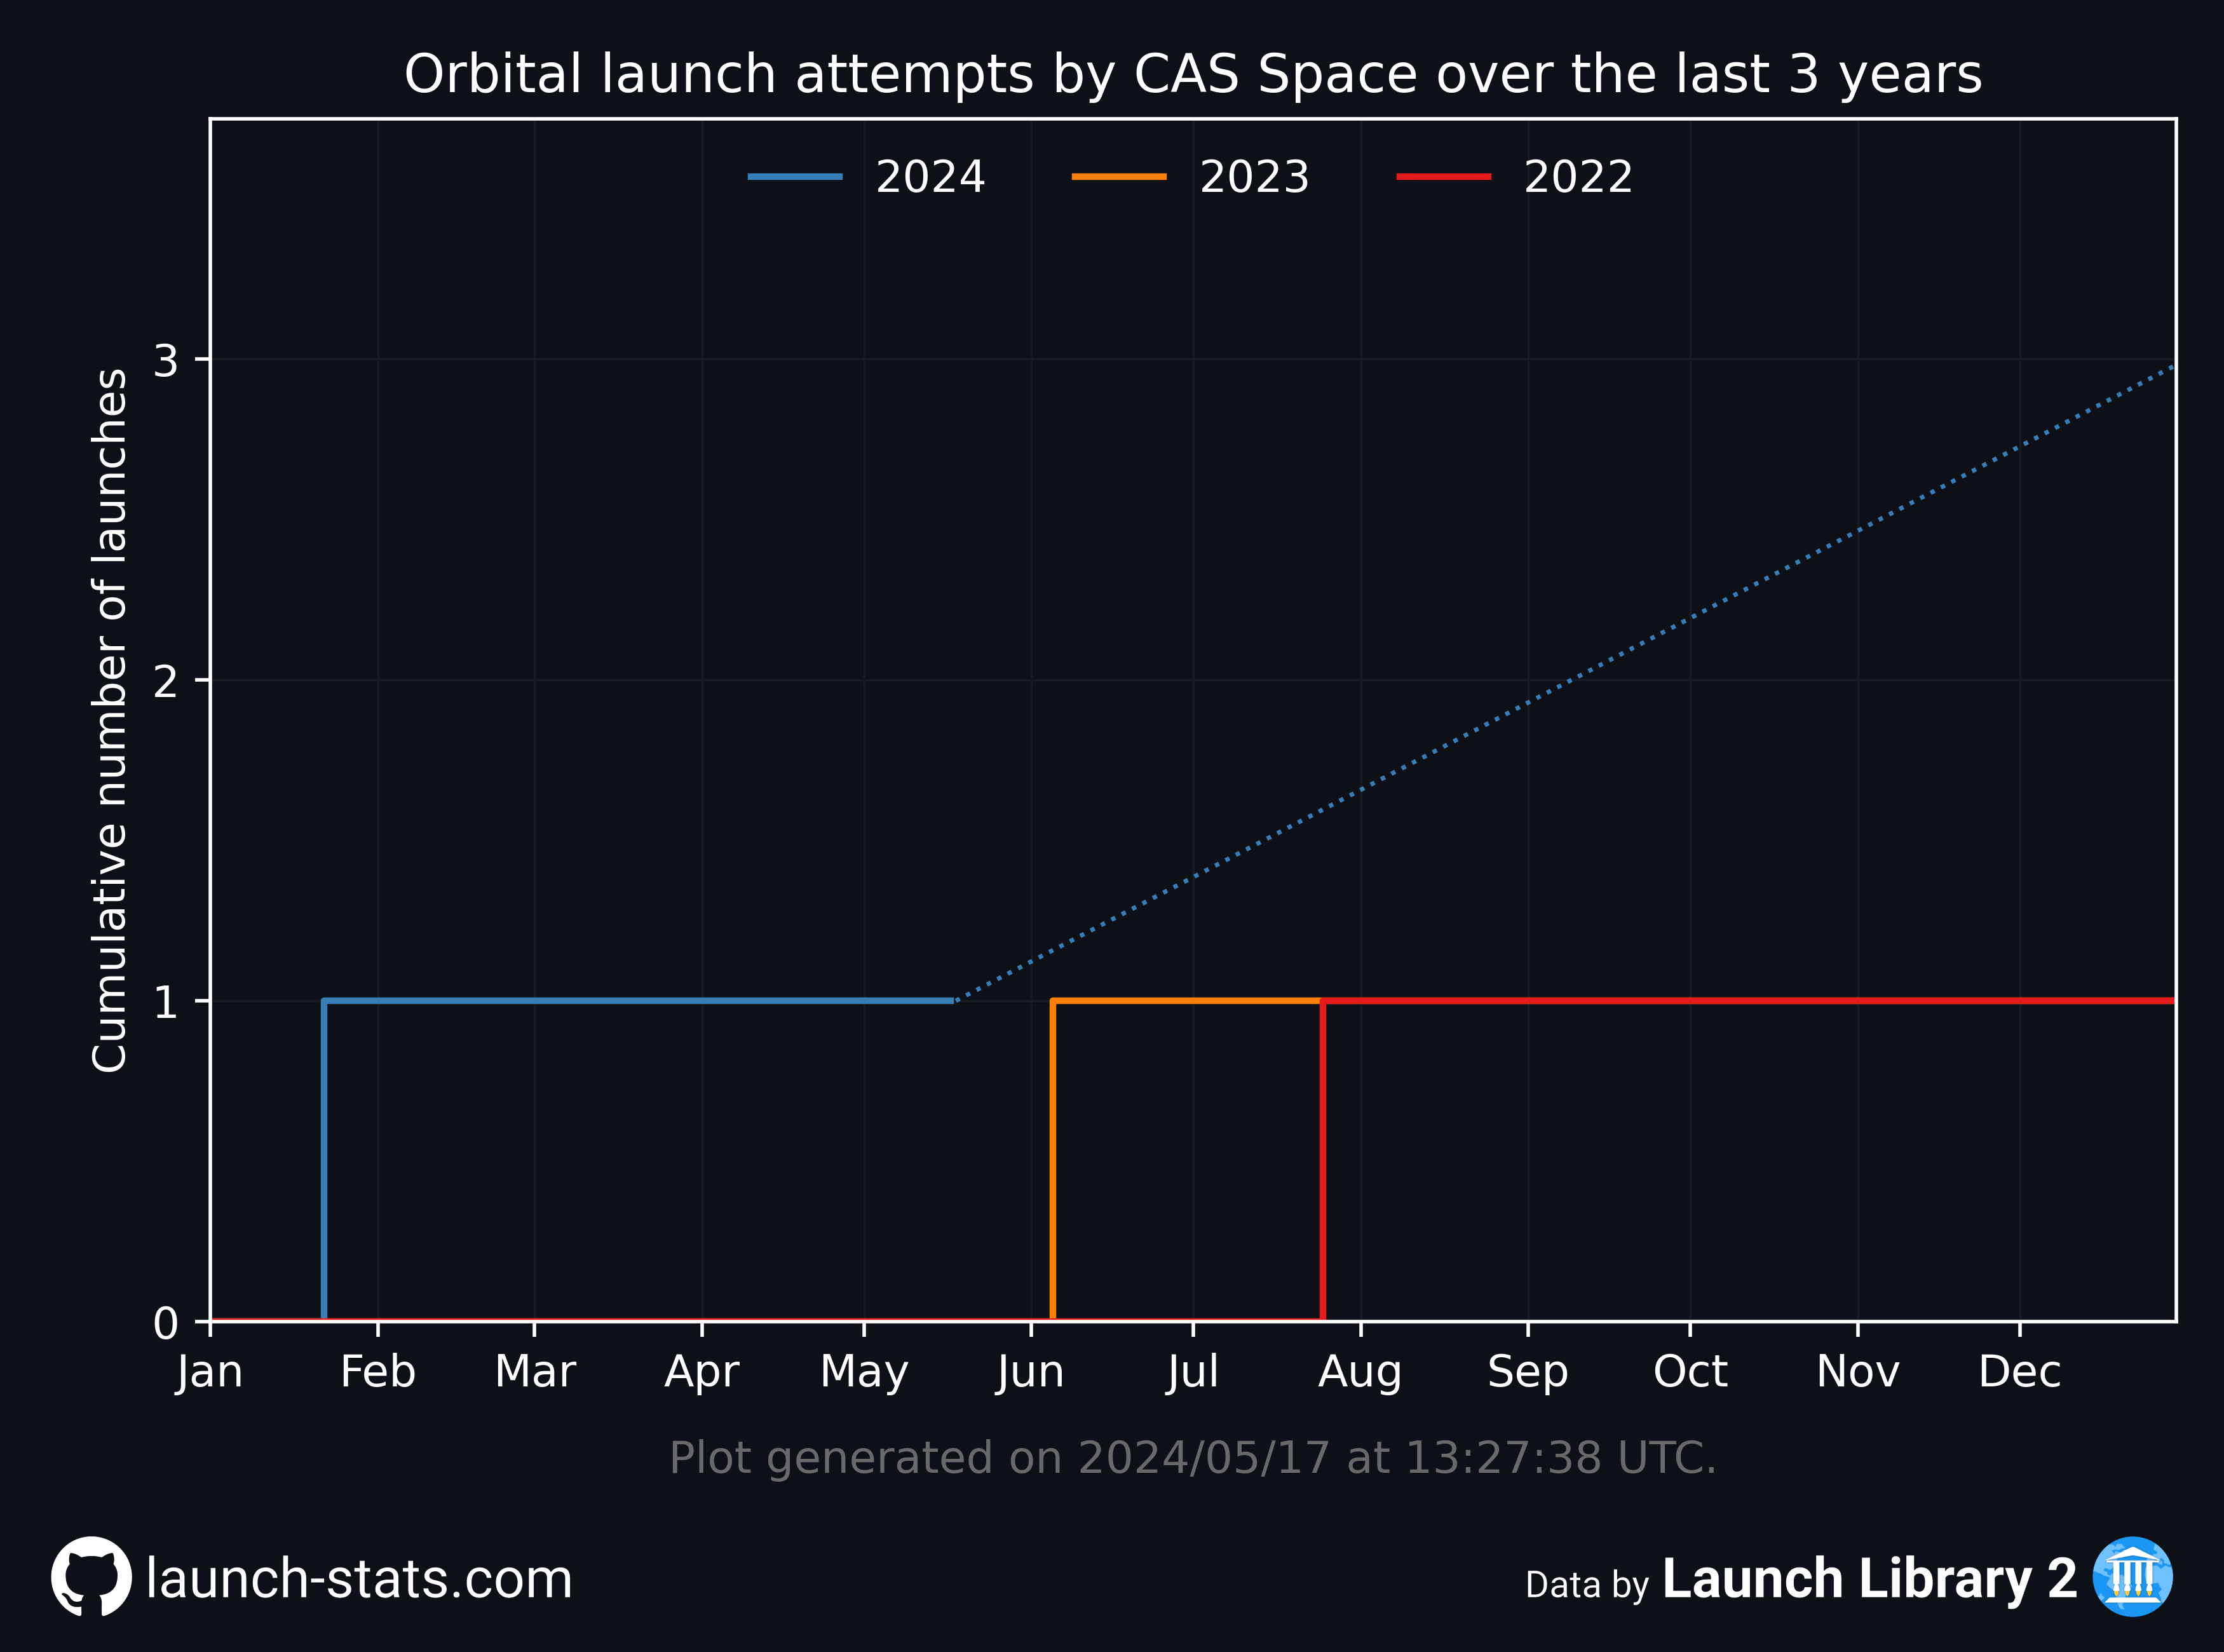 Orbital launch attempts by CAS Space over the last 3 years
2024 2023 2022
Cumulative number of launches
3
2
1
0
Jan Feb Mar Apr May Jun Jul Aug Sep Oct Nov Dec
Plot generated on 2024/05/17 at 13:27:38 UTC.
launch-stats.com
Data by Launch Library 2